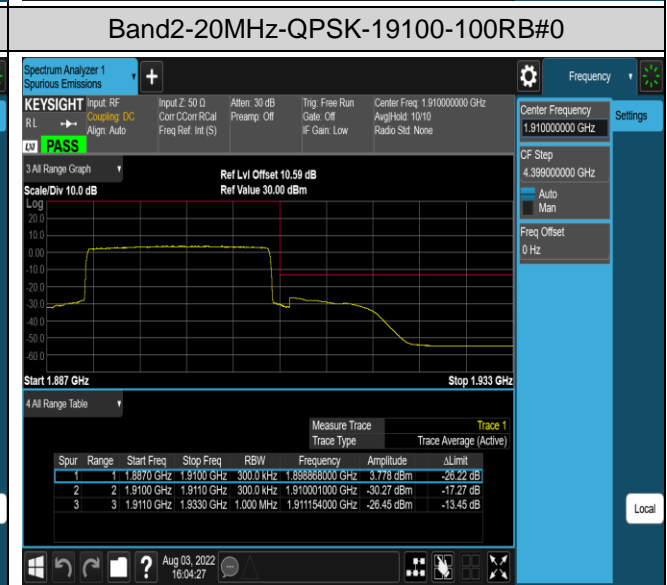 Band2-20MHz-QPSK-19100-100RB#0
Spectrum Analyzer 1
Spurious Emissions
+
Frequency
KEYSIGHT Input: RF Input Z: 50 Ω Atten: 30 dB Trig: Free Run Center Freq: 1.910000000 GHz
RL Coupling: DC Corr CCorr RCal Preamp: Off Gate: Off Avg|Hold: 10/10
Align: Auto Freq Ref: Int (S) IF Gain: Low Radio Std: None
LXI PASS
Center Frequency
1.910000000 GHz
Settings
CF Step
4.399000000 GHz
Auto
Man
Freq Offset
0 Hz
3 All Range Graph
Ref Lvl Offset 10.59 dB
Scale/Div 10.0 dB Ref Value 30.00 dBm
Log
20.0
10.0
0.00
-10.0
-20.0
-30.0
-40.0
-50.0
-60.0
Start 1.887 GHz Stop 1.933 GHz
4 All Range Table
Measure Trace Trace 1
Trace Type Trace Average (Active)
Spur Range Start Freq Stop Freq RBW Frequency Amplitude ΔLimit
1 1 1.8870 GHz 1.9100 GHz 300.0 kHz 1.898868000 GHz 3.778 dBm -26.22 dB
2 2 1.9100 GHz 1.9110 GHz 300.0 kHz 1.910001000 GHz -30.27 dBm -17.27 dB
3 3 1.9110 GHz 1.9330 GHz 1.000 MHz 1.911154000 GHz -26.45 dBm -13.45 dB
Local
? Aug 03, 2022
16:04:27